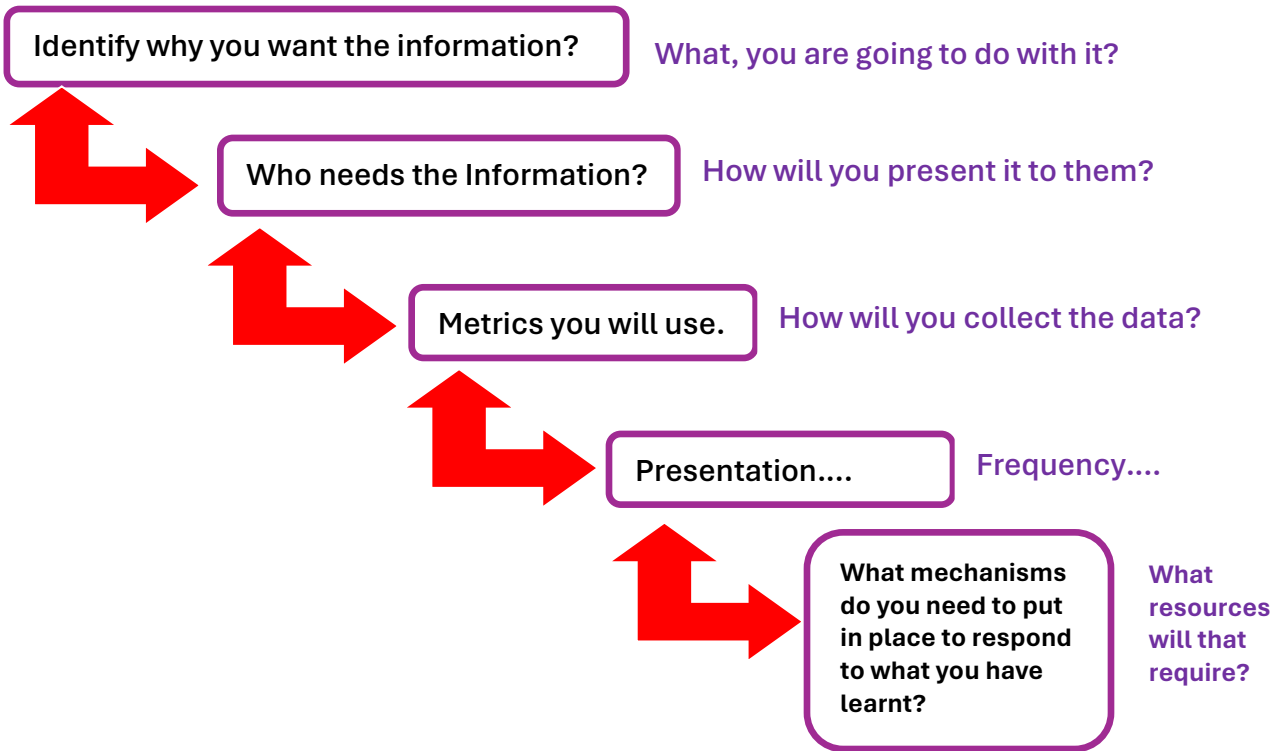 Identify why you want the information?
What, you are going to do with it?
Who needs the Information?
How will you present it to them?
Metrics you will use.
How will you collect the data?
Presentation....
Frequency....
What mechanisms
do you need to put
in place to respond
to what you have
learnt?
What
resources
will that
require?